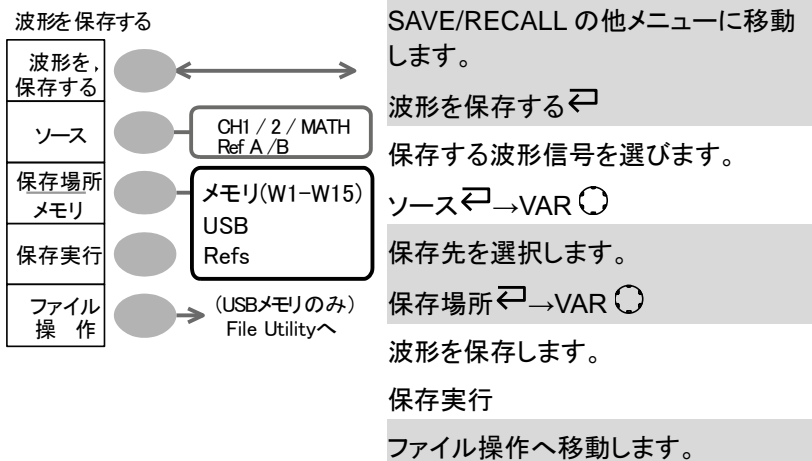 波形を保存する
波形を,
保存する
ソース
CH1 / 2 / MATH
Ref A /B
保存場所
メモリ
メモリ(W1-W15)
USB
Refs
保存実行
ファイル
操 作
(USBメモリのみ)
File Utilityへ
SAVE/RECALL の他メニューに移動
します。
波形を保存する
保存する波形信号を選びます。
ソース→VAR
保存先を選択します。
保存場所→VAR
波形を保存します。
保存実行
ファイル操作へ移動します。